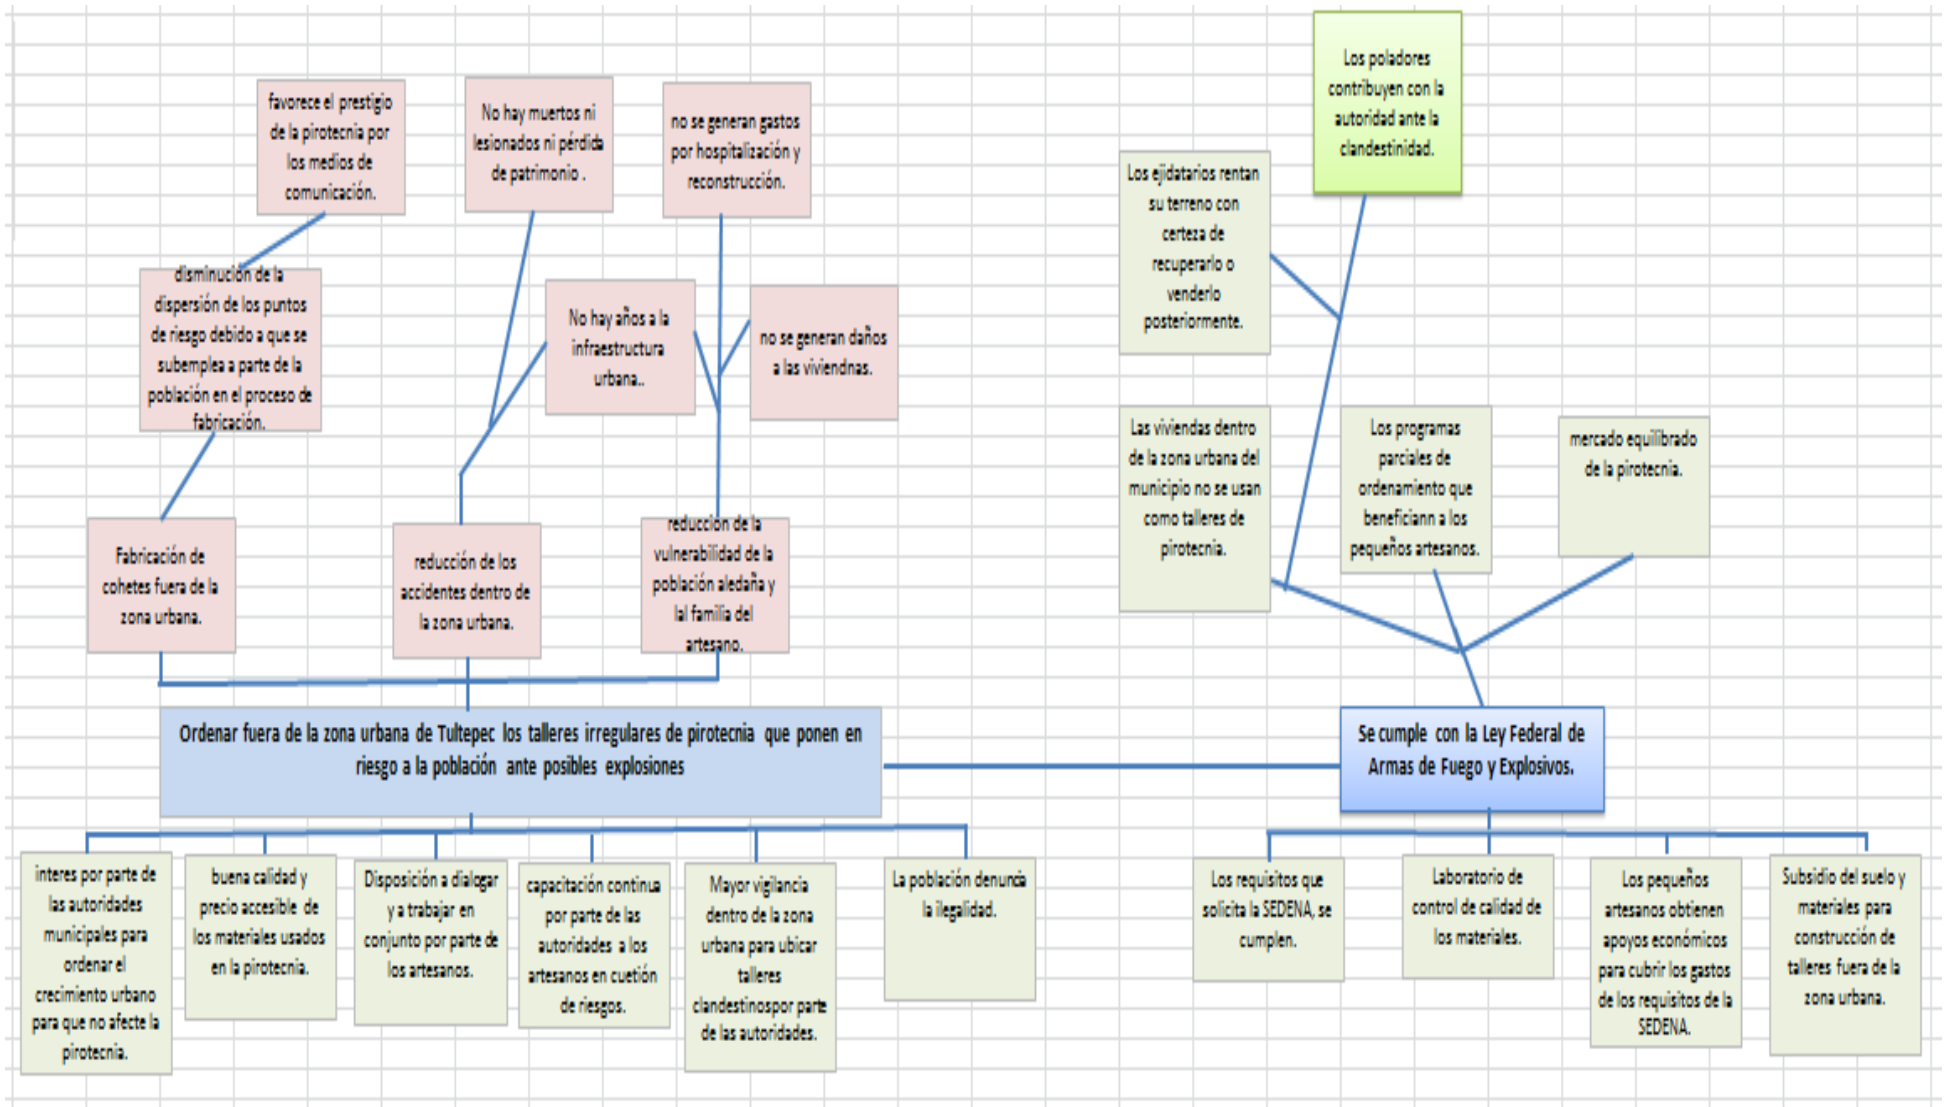 Los poladores
contribuyen con la
autoridad ante la
clandestinidad.
favorece el prestigio
de la pirotecnia por
los medios de
comunicación.
No hay muertos ni
lesionados ni pérdida
de patrimonio .
no se generan gastos
por hospitalización y
reconstrucción.
Los ejidatarios rentan
su terreno con
certeza de
recuperarlo o
venderlo
posteriormente.
disminución de la
dispersión de los puntos
de riesgo debido a que se
subemplea a parte de la
población en el proceso de
fabricación.
No hay años a la
infraestructura
urbana..
no se generan daños
a las viviendnas.
Las viviendas dentro
de la zona urbana del
municipio no se usan
como talleres de
pirotecnia.
Los programas
parciales de
ordenamiento que
beneficiann a los
pequeños artesanos.
mercado equilibrado
de la pirotecnia.
Fabricación de
cohetes fuera de la
zona urbana.
reducción de los
accidentes dentro de
la zona urbana.
reducción de la
vulnerabilidad de la
población aledaña y
lal familia del
artesano.
Ordenar fuera de la zona urbana de Tultepec los talleres irregulares de pirotecnia que ponen en
riesgo a la población ante posibles explosiones
Se cumple con la Ley Federal de
Armas de Fuego y Explosivos.
interes por parte de
las autoridades
municipales para
ordenar el
crecimiento urbano
para que no afecte la
pirotecnia.
buena calidad y
precio accesible de
los materiales usados
en la pirotecnia.
Disposición a dialogar
y a trabajar en
conjunto por parte de
los artesanos.
capacitación continua
por parte de las
autoridades a los
artesanos en cuetión
de riesgos.
Mayor vigilancia
dentro de la zona
urbana para ubicar
talleres
clandestinospor parte
de las autoridades.
La población denuncia
la ilegalidad.
Los requisitos que
solicita la SEDENA, se
cumplen.
Laboratorio de
control de calidad de
los materiales.
Los pequeños
artesanos obtienen
apoyos económicos
para cubrir los gastos
de los requisitos de la
SEDENA.
Subsidio del suelo y
materiales para
construcción de
talleres fuera de la
zona urbana.